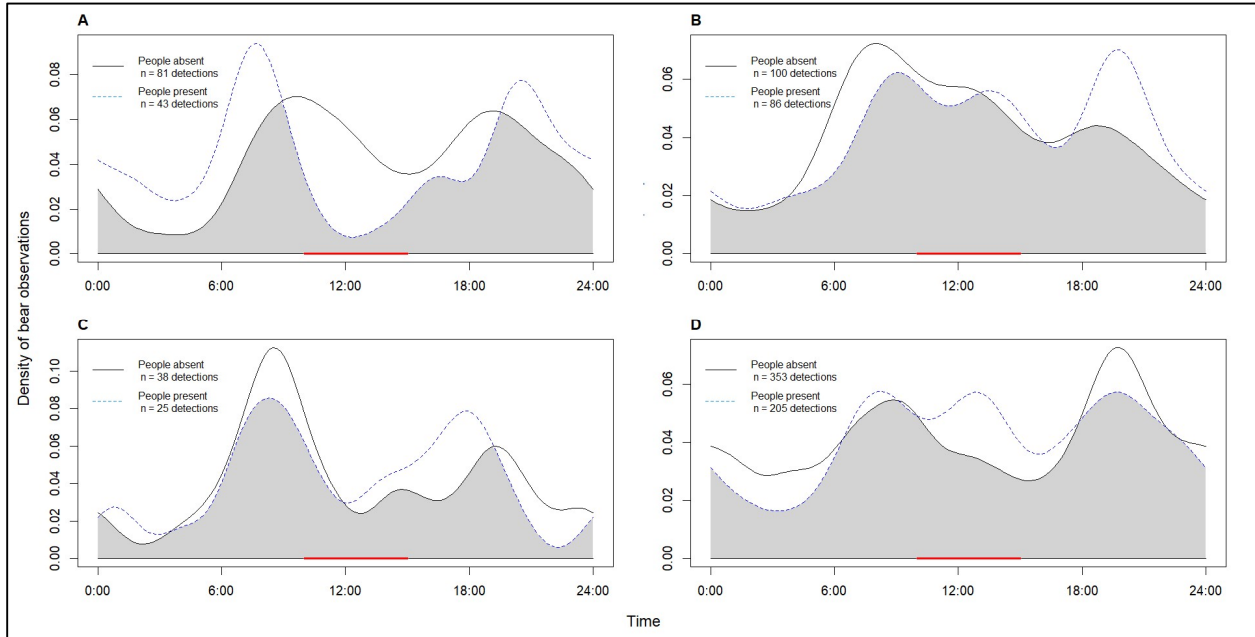 A
People absent
n = 81 detections
People present
n = 43 detections
0.00
0.02
0.04
0.06
0.08
0:00
6:00
12:00
18:00
24:00
B
People absent
n = 100 detections
People present
n = 86 detections
0.00
0.02
0.04
0.06
0:00
6:00
12:00
18:00
24:00
C
People absent
n = 38 detections
People present
n = 25 detections
0.00
0.02
0.04
0.06
0.08
0.10
0:00
6:00
12:00
18:00
24:00
D
People absent
n = 353 detections
People present
n = 205 detections
0.00
0.02
0.04
0.06
0:00
6:00
12:00
18:00
24:00
Density of bear observations
Time